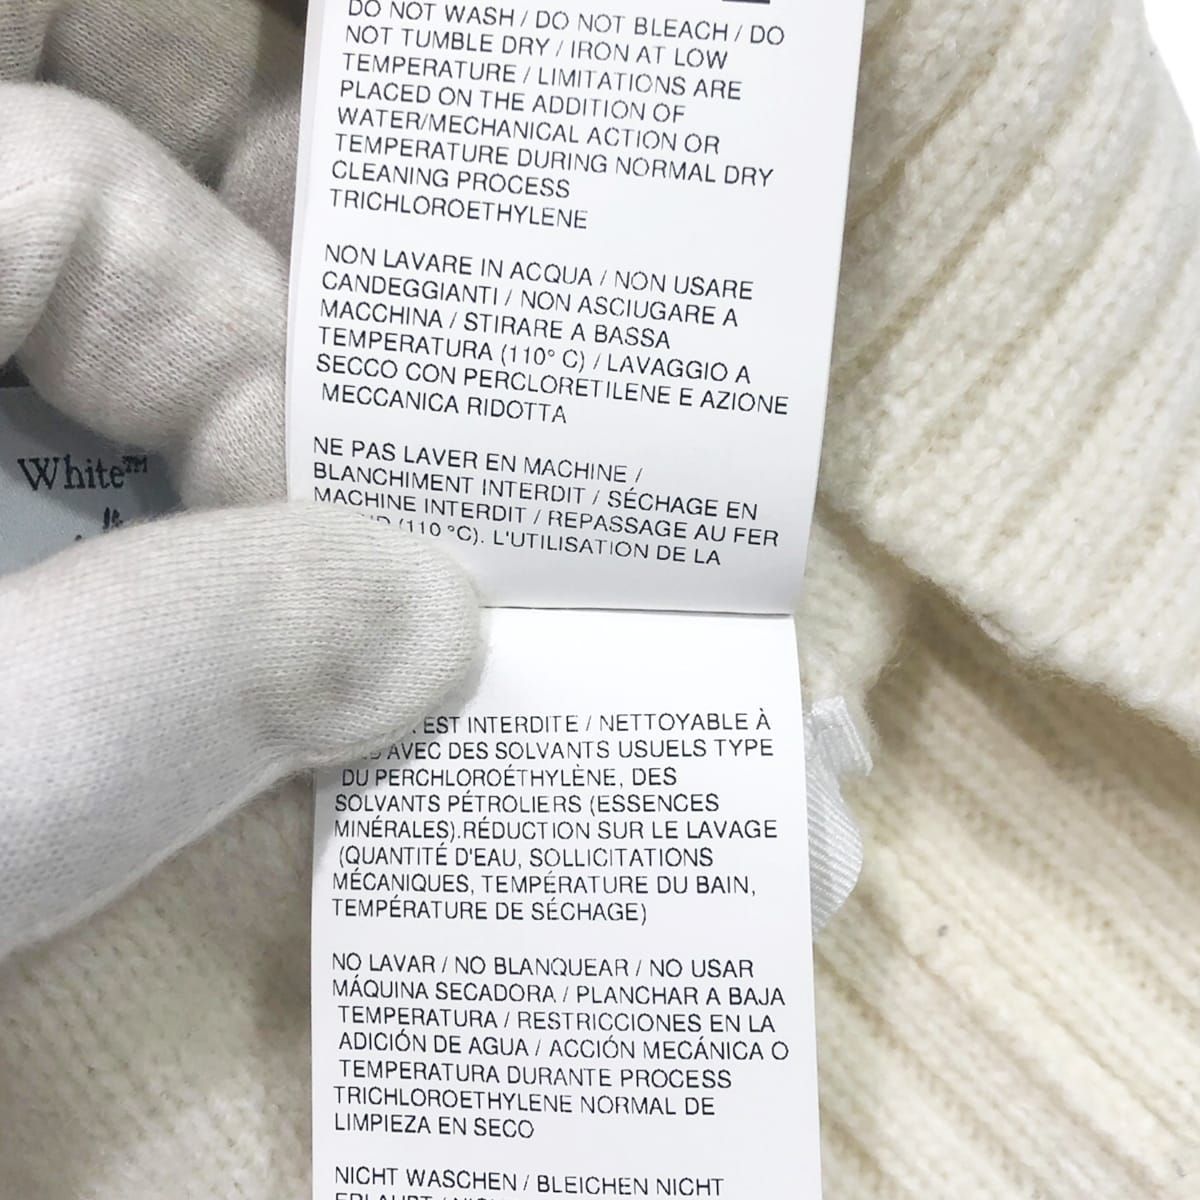 DO NOT WASH / DO NOT BLEACH / DO
NOT TUMBLE DRY / IRON AT LOW
TEMPERATURE / LIMITATIONS ARE
PLACED ON THE ADDITION OF
WATER/MECHANICAL ACTION OR
TEMPERATURE DURING NORMAL DRY
CLEANING PROCESS
TRICHLOROETHYLENE
NON LAVARE IN ACQUA / NON USARE
CANDEGGIANTI / NON ASCIUGARE A
MACCHINA / STIRARE A BASSA
TEMPERATURA (110° C) / LAVAGGIO A
SECCO CON PERCLORETILENE E AZIONE
MECCANICA RIDOTTA
NE PAS LAVER EN MACHINE /
BLANCHIMENT INTERDIT / SÉCHAGE EN
MACHINE INTERDIT / REPASSAGE AU FER
(110 °C). L'UTILISATION DE LA
White™
EST INTERDITE / NETTOYABLE À
AVEC DES SOLVANTS USUELS TYPE
DU PERCHLOROÉTHYLÈNE, DES
SOLVANTS PÉTROLIERS (ESSENCES
MINÉRALES).RÉDUCTION SUR LE LAVAGE
(QUANTITÉ D'EAU, SOLLICITATIONS
MÉCANIQUES, TEMPÉRATURE DU BAIN,
TEMPÉRATURE DE SÉCHAGE)
NO LAVAR / NO BLANQUEAR / NO USAR
MÁQUINA SECADORA / PLANCHAR A BAJA
TEMPERATURA / RESTRICCIONES EN LA
ADICIÓN DE AGUA / ACCIÓN MECÁNICA O
TEMPERATURA DURANTE PROCESS
TRICHLOROETHYLENE NORMAL DE
LIMPIEZA EN SECO
NICHT WASCHEN / BLEICHEN NICHT